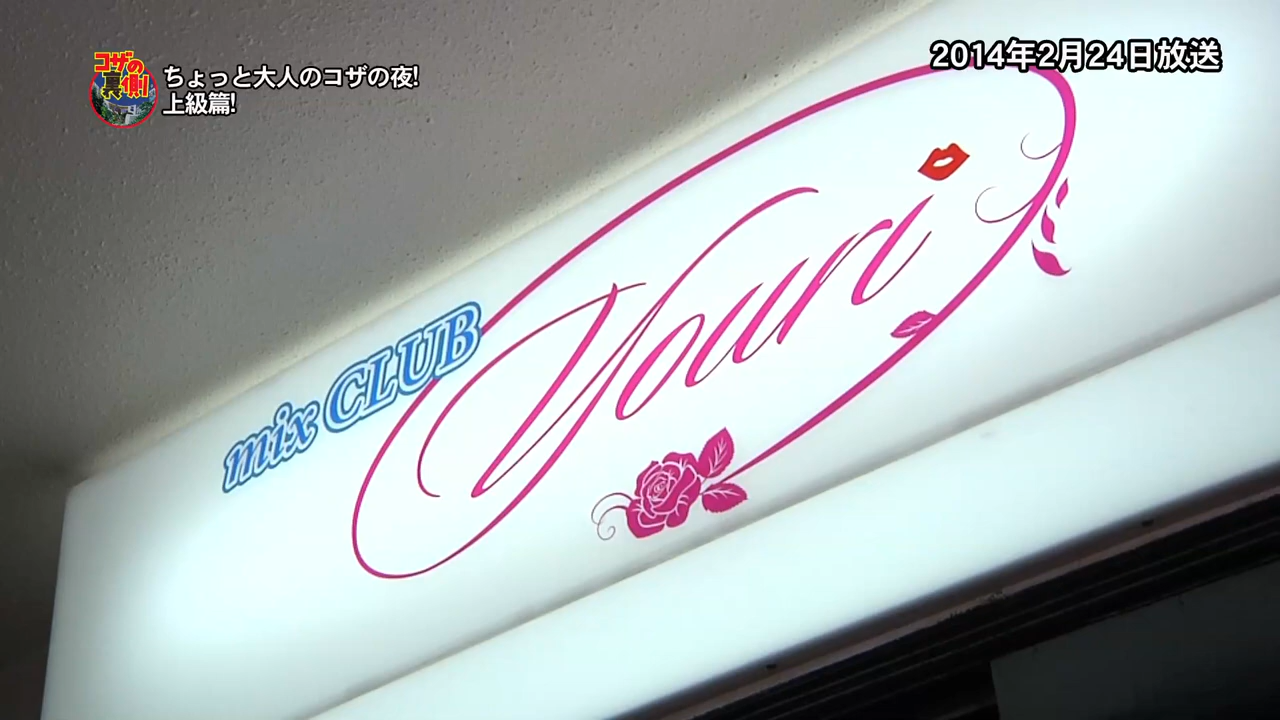 コザの
裏側!
ちょっと大人のコザの夜!
上級篇!
2014年2月24日放送
mix CLUB
Youri